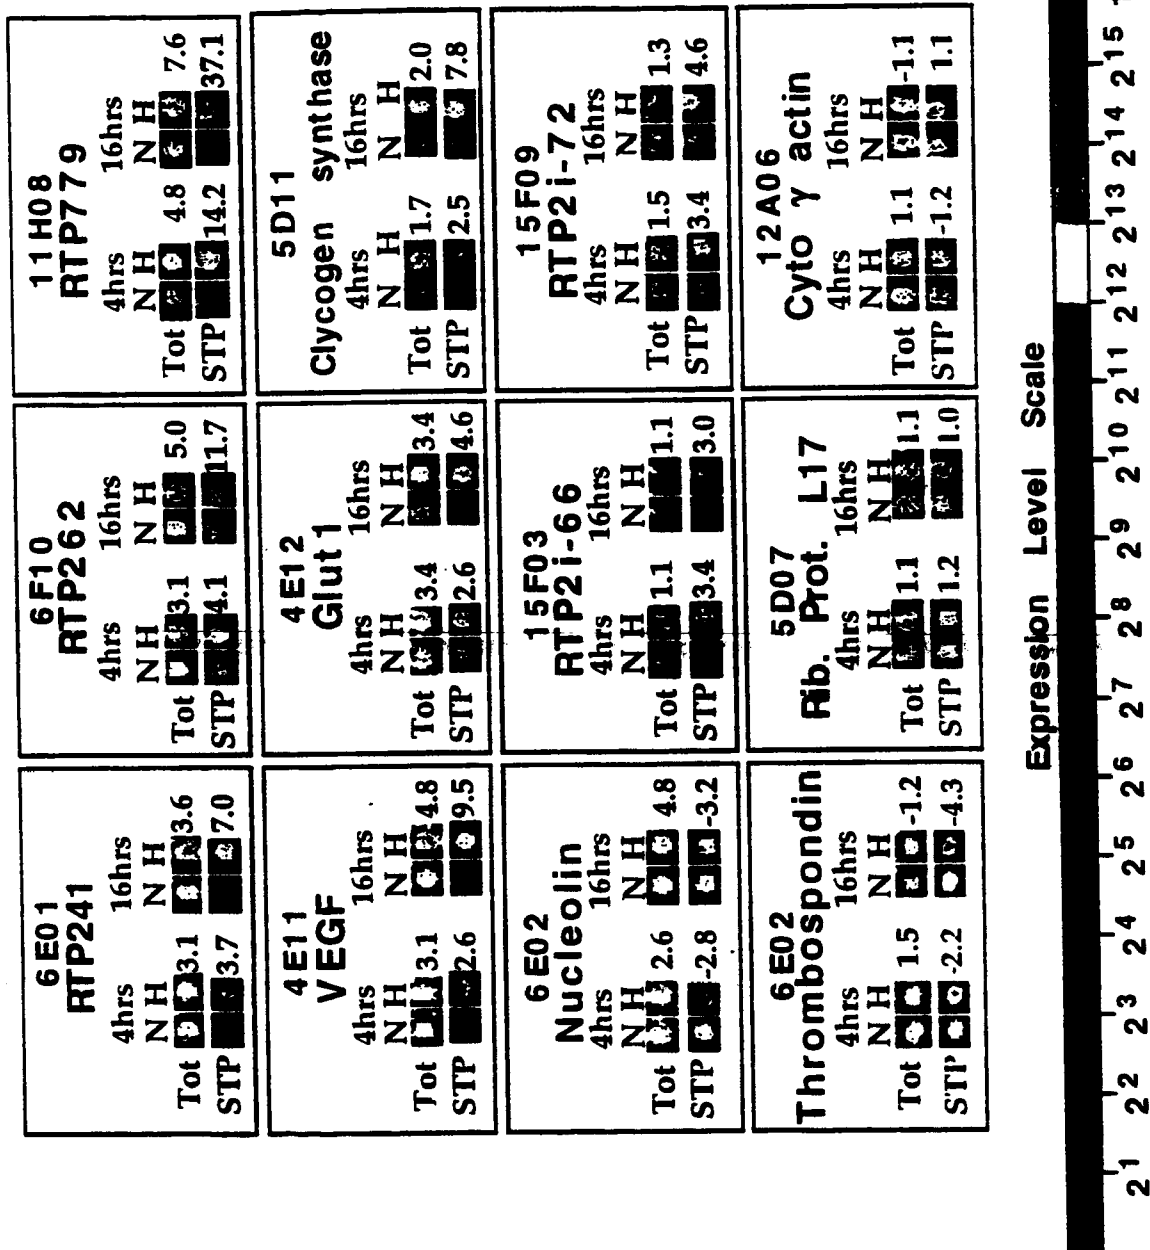 6E01
RTP241
4hrs 16hrs
N H N H
Tot 3.1 3.6
STP 3.7 7.0
6F10
RTP262
4hrs 16hrs
N H N H
Tot 3.1 5.0
STP 4.1 11.7
11H08
RTP779
4hrs 16hrs
N H N H
Tot 4.8 7.6
STP 14.2 37.1
4E11
VEGF
4hrs 16hrs
N H N H
Tot 3.1 4.8
STP 2.6 9.5
4E12
Glut1
4hrs 16hrs
N H N H
Tot 3.4 3.4
STP 2.6 4.6
5D11
Clycogen synthase
4hrs 16hrs
N H N H
Tot 1.7 2.0
STP 2.5 7.8
6E02
Nucleolin
4hrs 16hrs
N H N H
Tot 2.6 4.8
STP -2.8 -3.2
15F03
RTP2i-66
4hrs 16hrs
N H N H
Tot 1.1 1.1
STP 3.4 3.0
15F09
RTP2i-72
4hrs 16hrs
N H N H
Tot 1.5 1.3
STP 3.4 4.6
6E02
Thrombospondin
4hrs 16hrs
N H N H
Tot 1.5 -1.2
STP -2.2 -4.3
5D07
Rib. Prot. L17
4hrs 16hrs
N H N H
Tot 1.1 1.1
STP 1.2 1.0
12A06
Cyto γ actin
4hrs 16hrs
N H N H
Tot 1.1 -1.1
STP -1.2 1.1
Expression Level Scale
2¹ 2² 2³ 2⁴ 2⁵ 2⁶ 2⁷ 2⁸ 2⁹ 2¹⁰ 2¹¹ 2¹² 2¹³ 2¹⁴ 2¹⁵